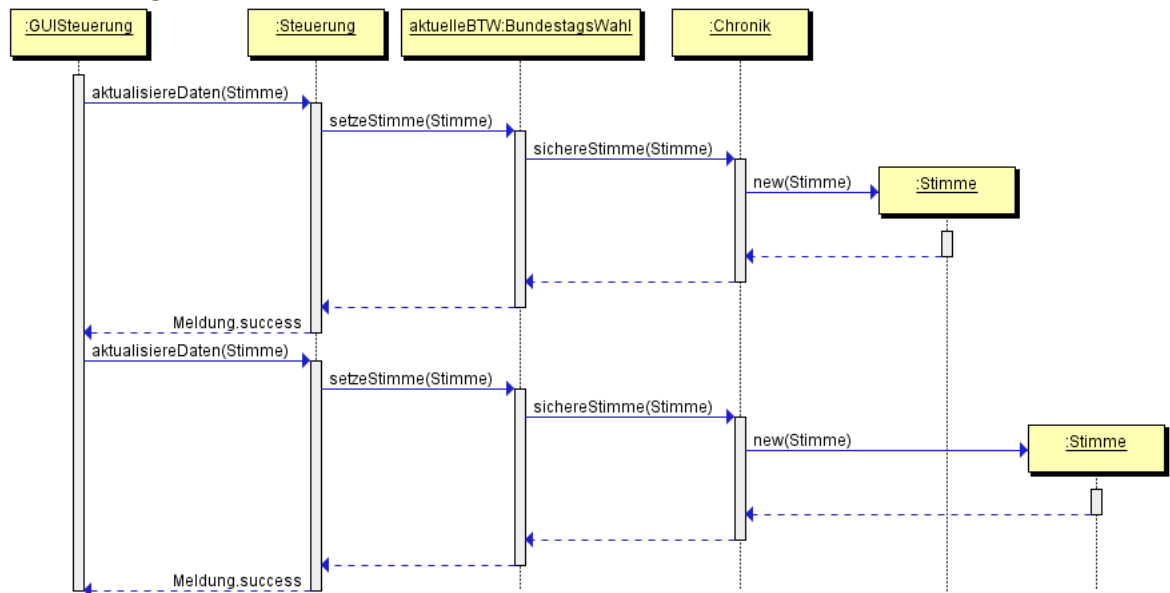 :GUISteuerung
:Steuerung
aktuelleBTW:BundestagsWahl
:Chronik
aktualisiereDaten(Stimme)
setzeStimme(Stimme)
sichereStimme(Stimme)
new(Stimme)
:Stimme
Meldung.success
aktualisiereDaten(Stimme)
setzeStimme(Stimme)
sichereStimme(Stimme)
new(Stimme)
:Stimme
Meldung.success